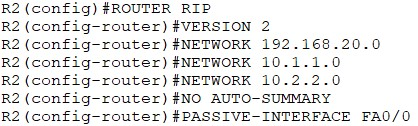 R2(config)#ROUTER RIP
R2(config-router)#VERSION 2
R2(config-router)#NETWORK 192.168.20.0
R2(config-router)#NETWORK 10.1.1.0
R2(config-router)#NETWORK 10.2.2.0
R2(config-router)#NO AUTO-SUMMARY
R2(config-router)#PASSIVE-INTERFACE FA0/0